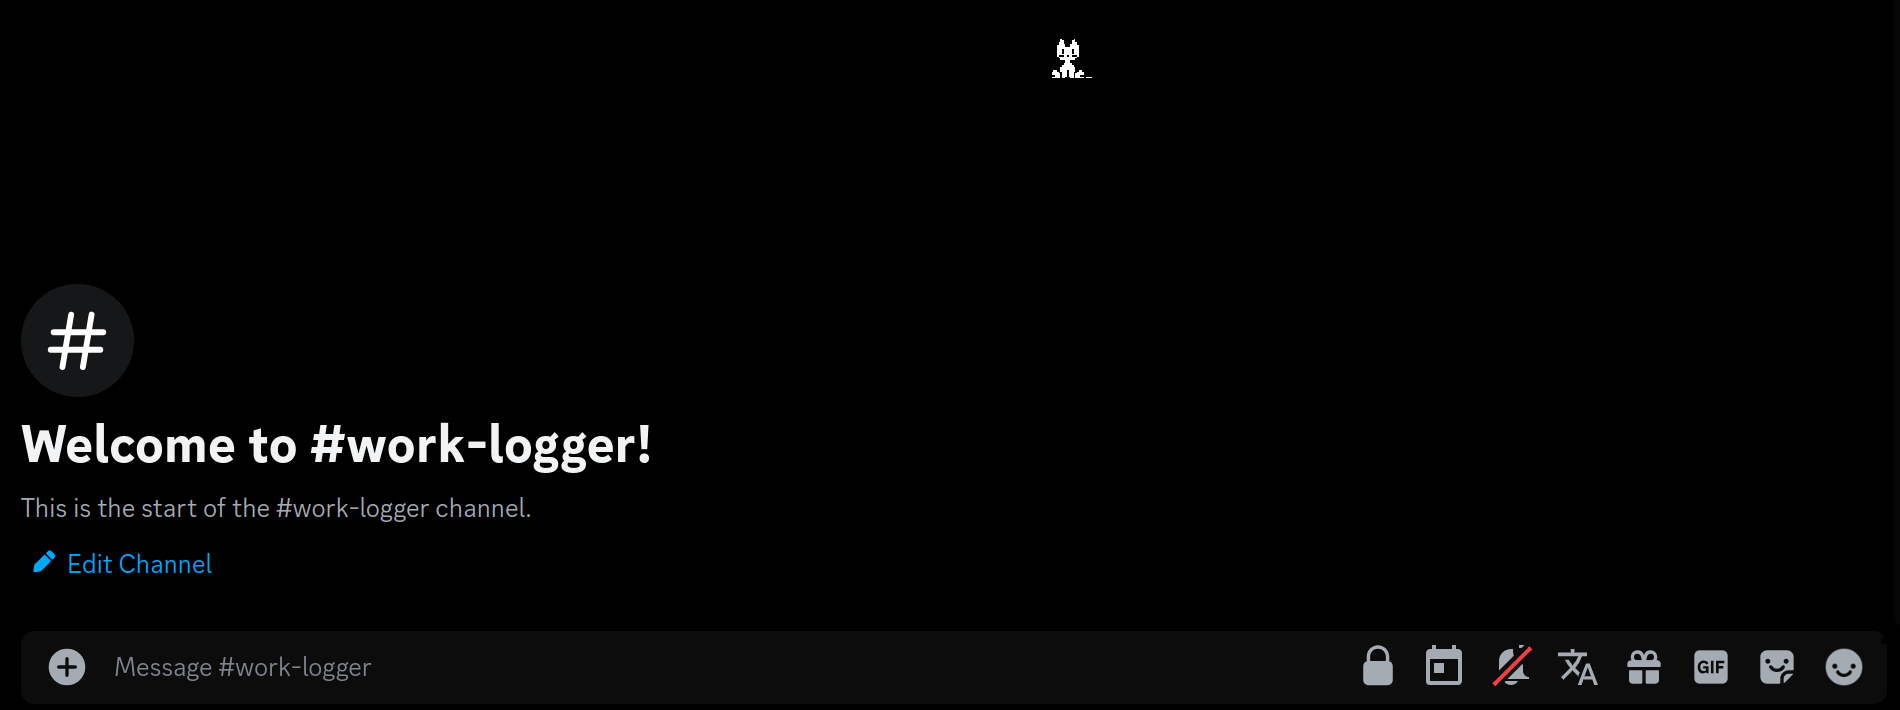 Welcome to #work-logger!
This is the start of the #work-logger channel.
Edit Channel
Message #work-logger
GIF